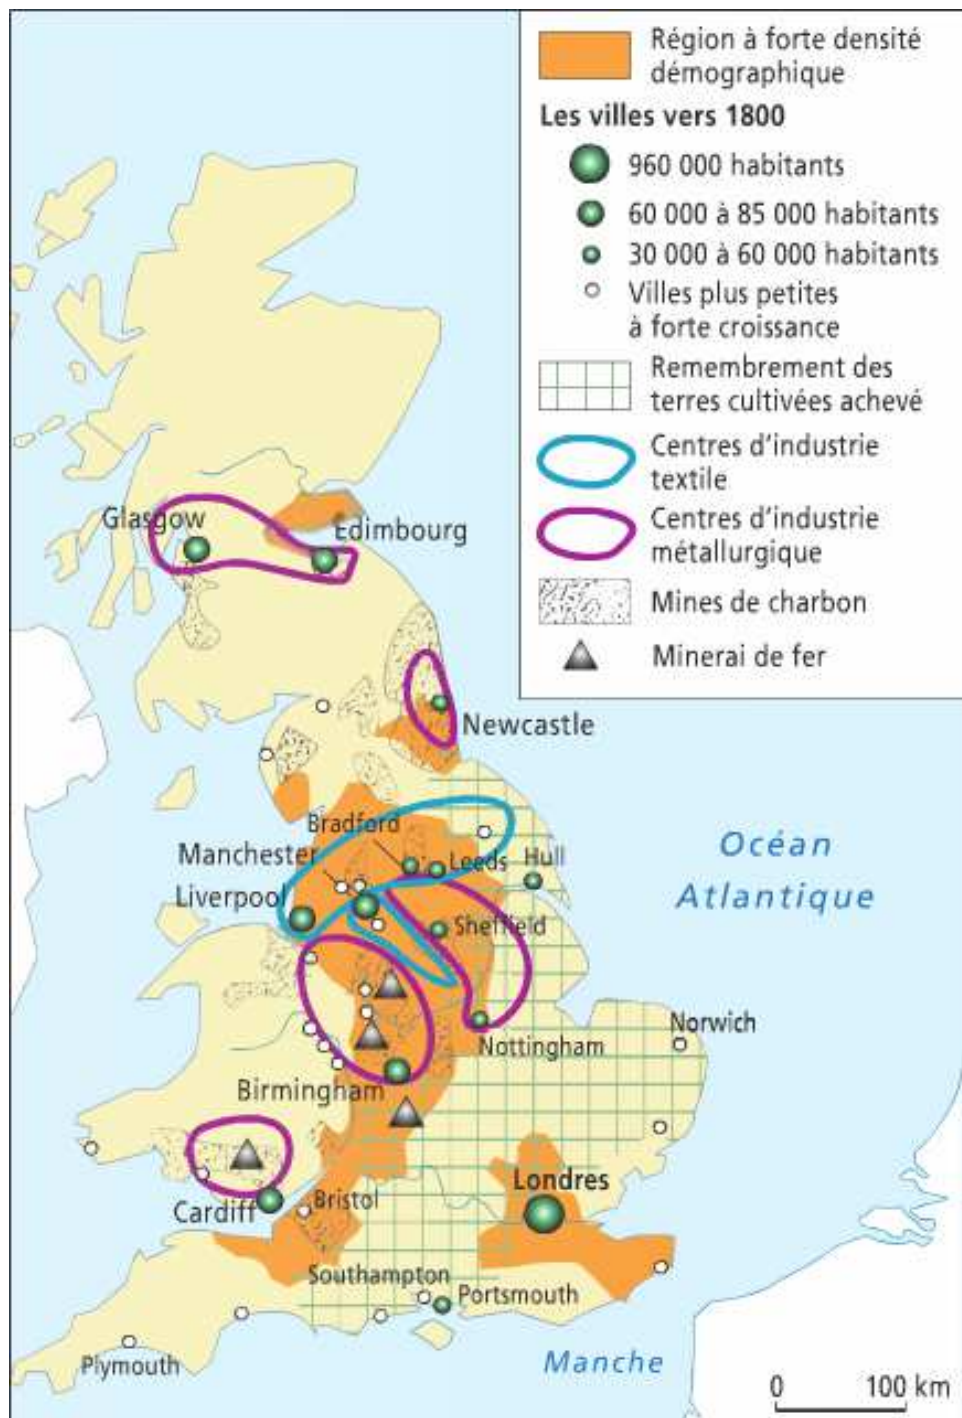 Région à forte densité
démographique
Les villes vers 1800
960 000 habitants
60 000 à 85 000 habitants
30 000 à 60 000 habitants
Villes plus petites
à forte croissance
Remembrement des
terres cultivées achevé
Centres d'industrie
textile
Centres d'industrie
métallurgique
Mines de charbon
Minerai de fer
Glasgow
Edimbourg
Newcastle
Bradford
Manchester
Leeds
Hull
Liverpool
Sheffield
Océan
Atlantique
Nottingham
Norwich
Birmingham
Londres
Cardiff
Bristol
Southampton
Portsmouth
Plymouth
Manche
0 100 km